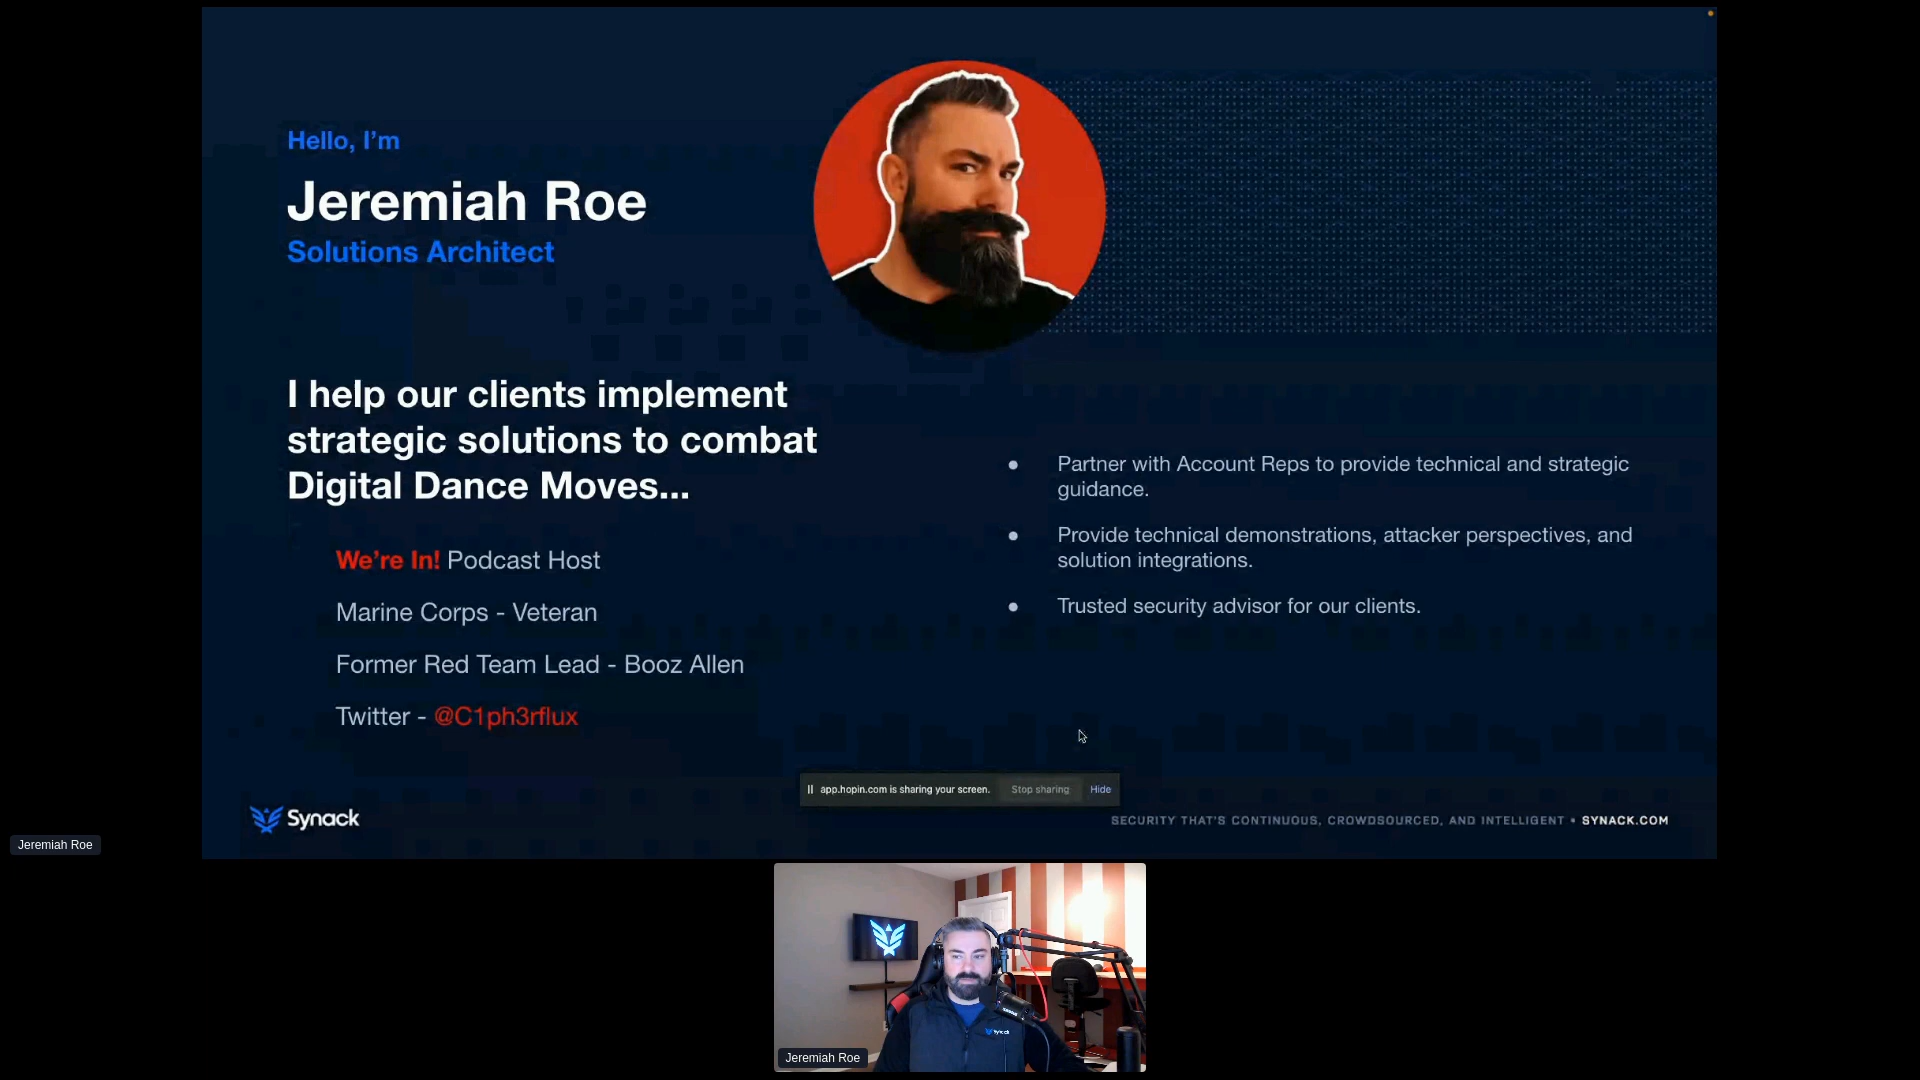 Hello, I’m
Jeremiah Roe
Solutions Architect
I help our clients implement
strategic solutions to combat
Digital Dance Moves...
We’re In! Podcast Host
Marine Corps - Veteran
Former Red Team Lead - Booz Allen
Twitter - @C1ph3rflux
● Partner with Account Reps to provide technical and strategic
guidance.
● Provide technical demonstrations, attacker perspectives, and
solution integrations.
● Trusted security advisor for our clients.
app.hopin.com is sharing your screen. Stop sharing Hide
Synack
SECURITY THAT'S CONTINUOUS, CROWDSOURCED, AND INTELLIGENT • SYNACK.COM
Jeremiah Roe
Synack
Jeremiah Roe